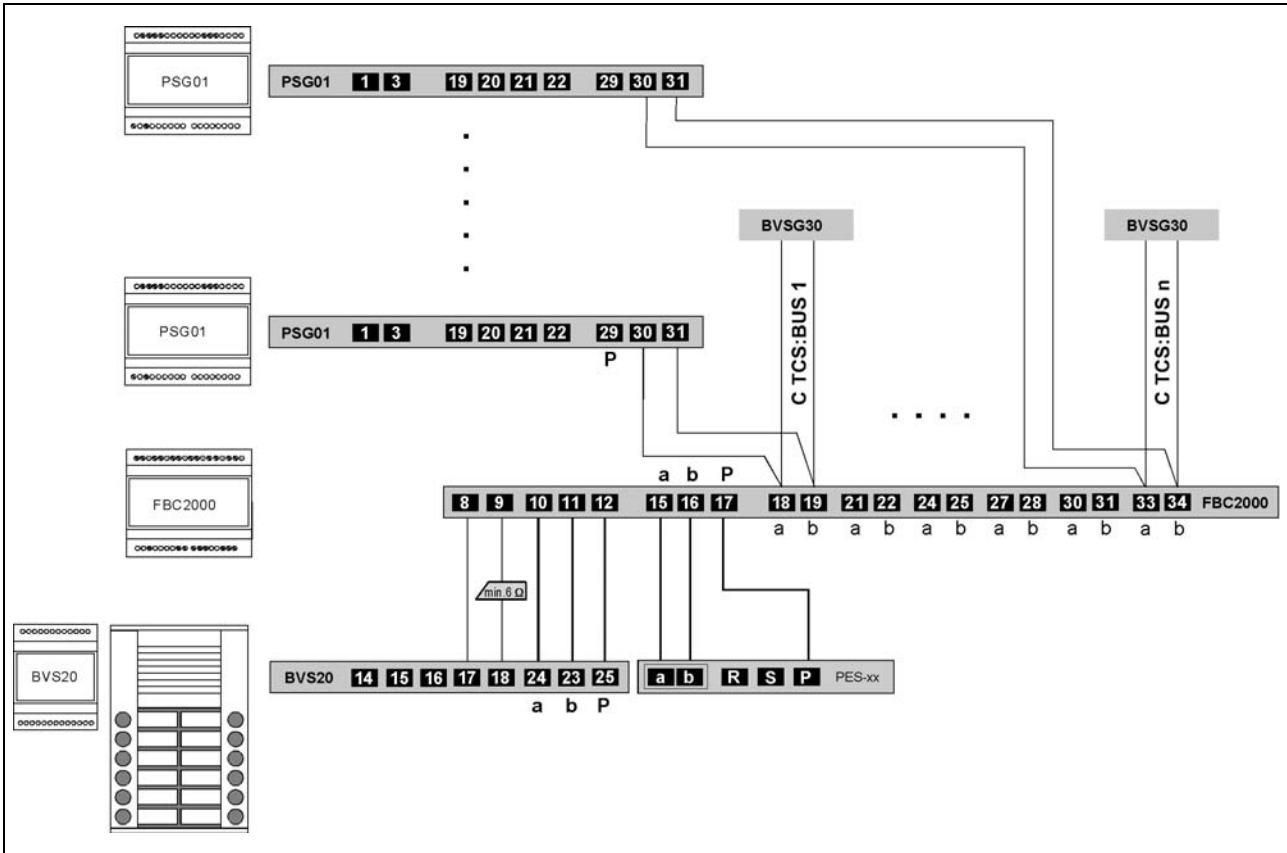 PSG01
PSG01 1 3 19 20 21 22 29 30 31
BVSG30
BVSG30
C TCS:BUS 1
C TCS:BUS n
PSG01
PSG01 1 3 19 20 21 22 29 30 31
P
FBC2000
a b P
8 9 10 11 12 15 16 17 18 19 21 22 24 25 27 28 30 31 33 34 FBC2000
a b a b a b a b a b a b
min.6 Ω
BVS20
BVS20 14 15 16 17 18 24 23 25
a b P
a b R S P PES-xx